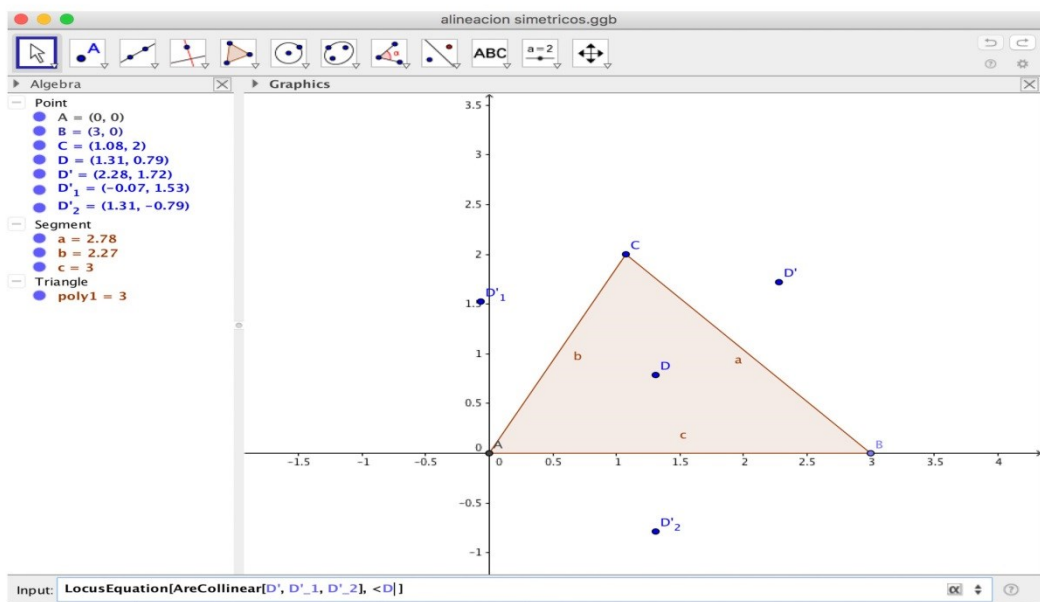 alineacion simetricos.ggb
A
α
ABC
a=2
Algebra
Graphics
Point
A = (0, 0)
B = (3, 0)
C = (1.08, 2)
D = (1.31, 0.79)
D' = (2.28, 1.72)
D'₁ = (-0.07, 1.53)
D'₂ = (1.31, -0.79)
Segment
a = 2.78
b = 2.27
c = 3
Triangle
poly1 = 3
3.5
3
2.5
2
1.5
1
0.5
0
-0.5
-1
-1.5
-1
-0.5
0
0.5
1
1.5
2
2.5
3
3.5
4
C
D'
D'₁
b
D
a
c
A
B
D'₂
Input: LocusEquation[AreCollinear[D', D'_1, D'_2], <D]
α